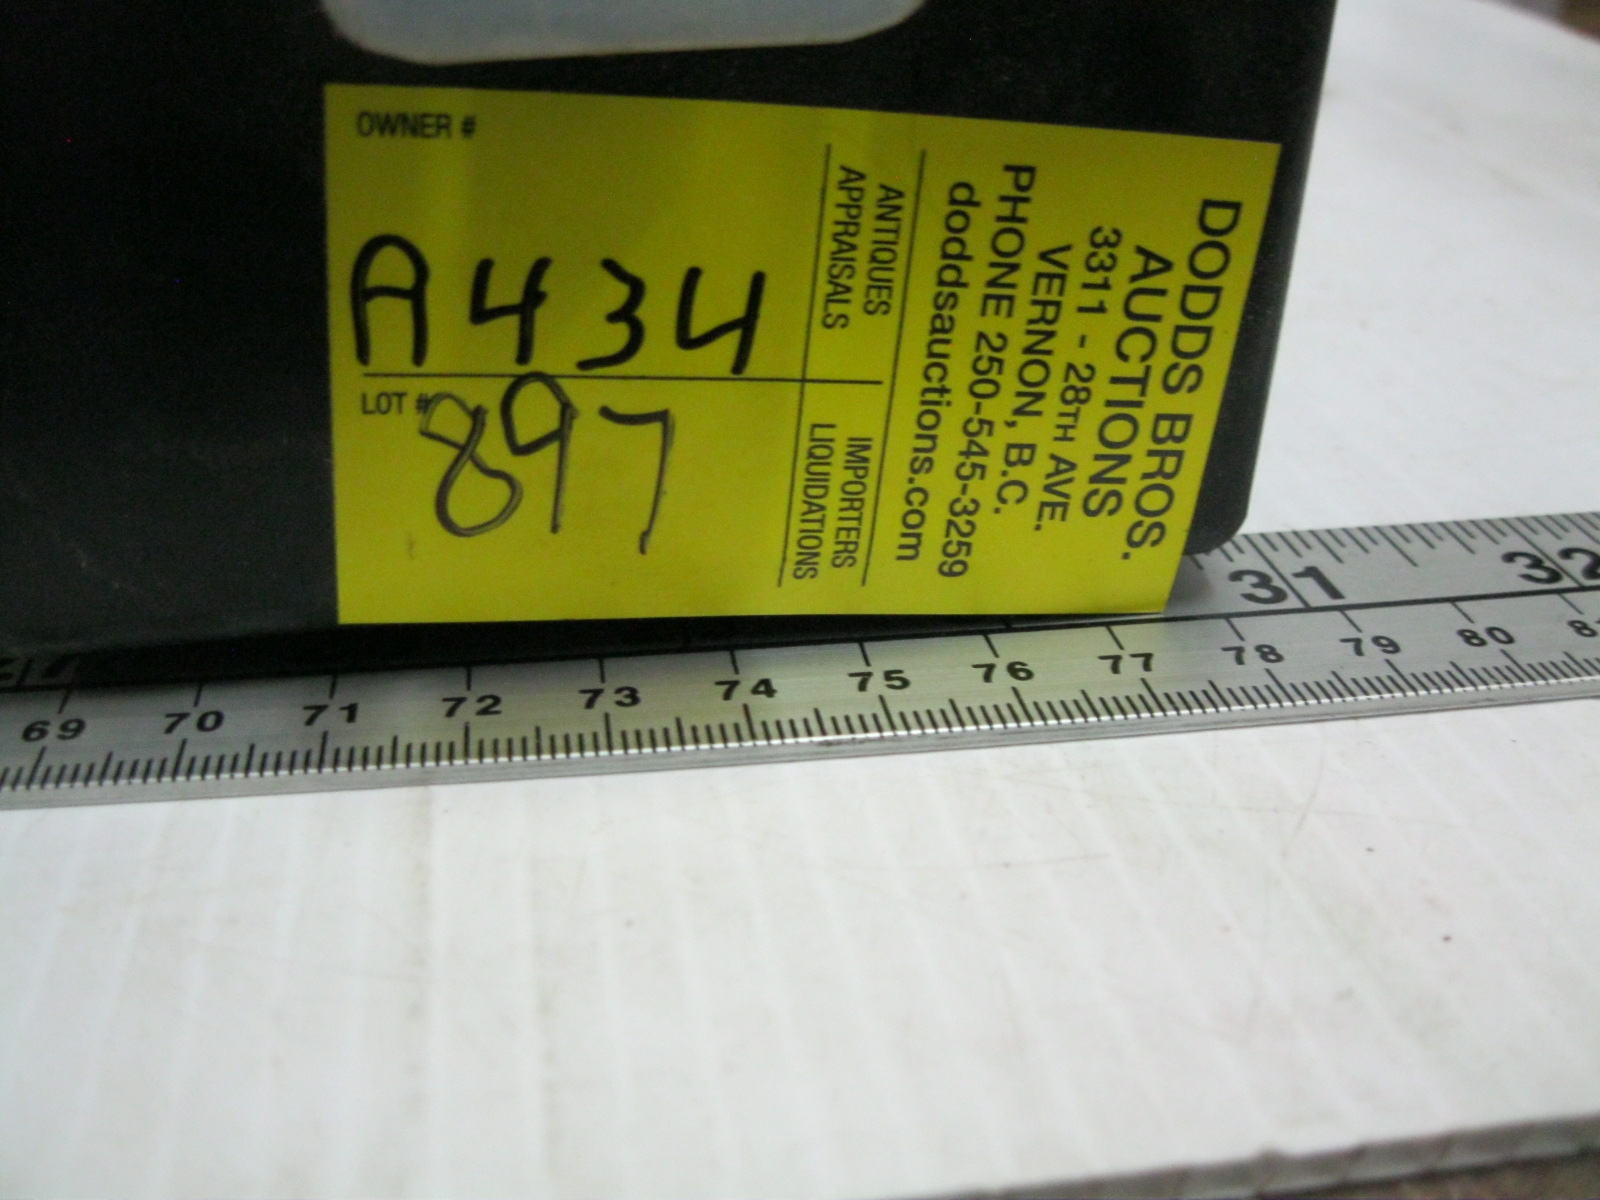 OWNER #
A434
LOT #
897
ANTIQUES
APPRAISALS
IMPORTERS
LIQUIDATIONS
DODDS BROS.
AUCTIONS
3311 - 28TH AVE.
VERNON, B.C.
PHONE 250-545-3259
doddsauctions.com
31 32
69 70 71 72 73 74 75 76 77 78 79 80